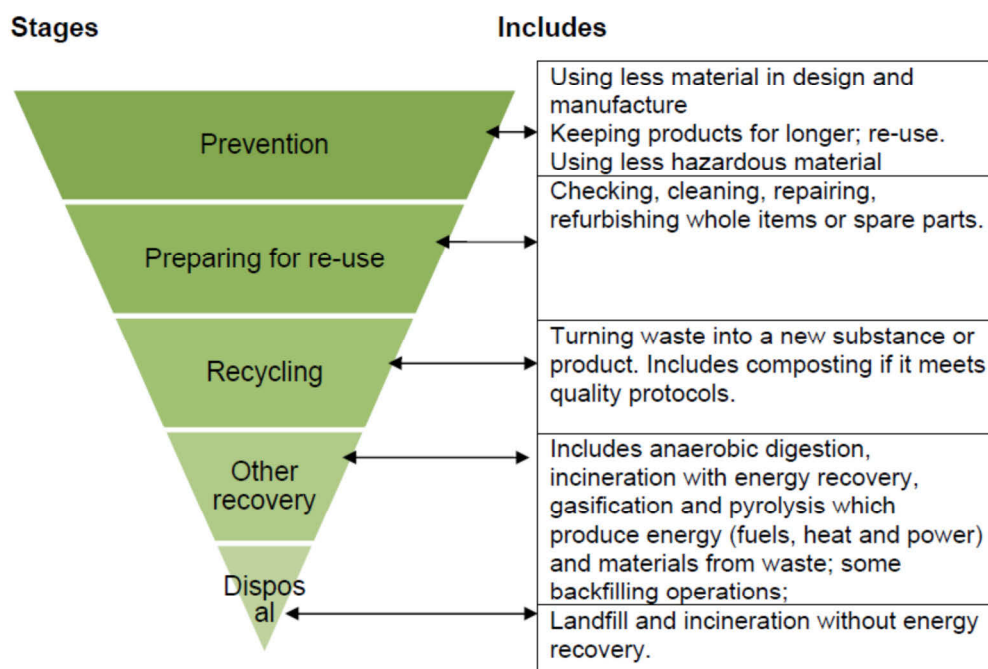 Stages
Includes
Prevention
Using less material in design and
manufacture
Keeping products for longer; re-use.
Using less hazardous material
Preparing for re-use
Checking, cleaning, repairing,
refurbishing whole items or spare parts.
Recycling
Turning waste into a new substance or
product. Includes composting if it meets
quality protocols.
Other
recovery
Includes anaerobic digestion,
incineration with energy recovery,
gasification and pyrolysis which
produce energy (fuels, heat and power)
and materials from waste; some
backfilling operations;
Dispos
al
Landfill and incineration without energy
recovery.